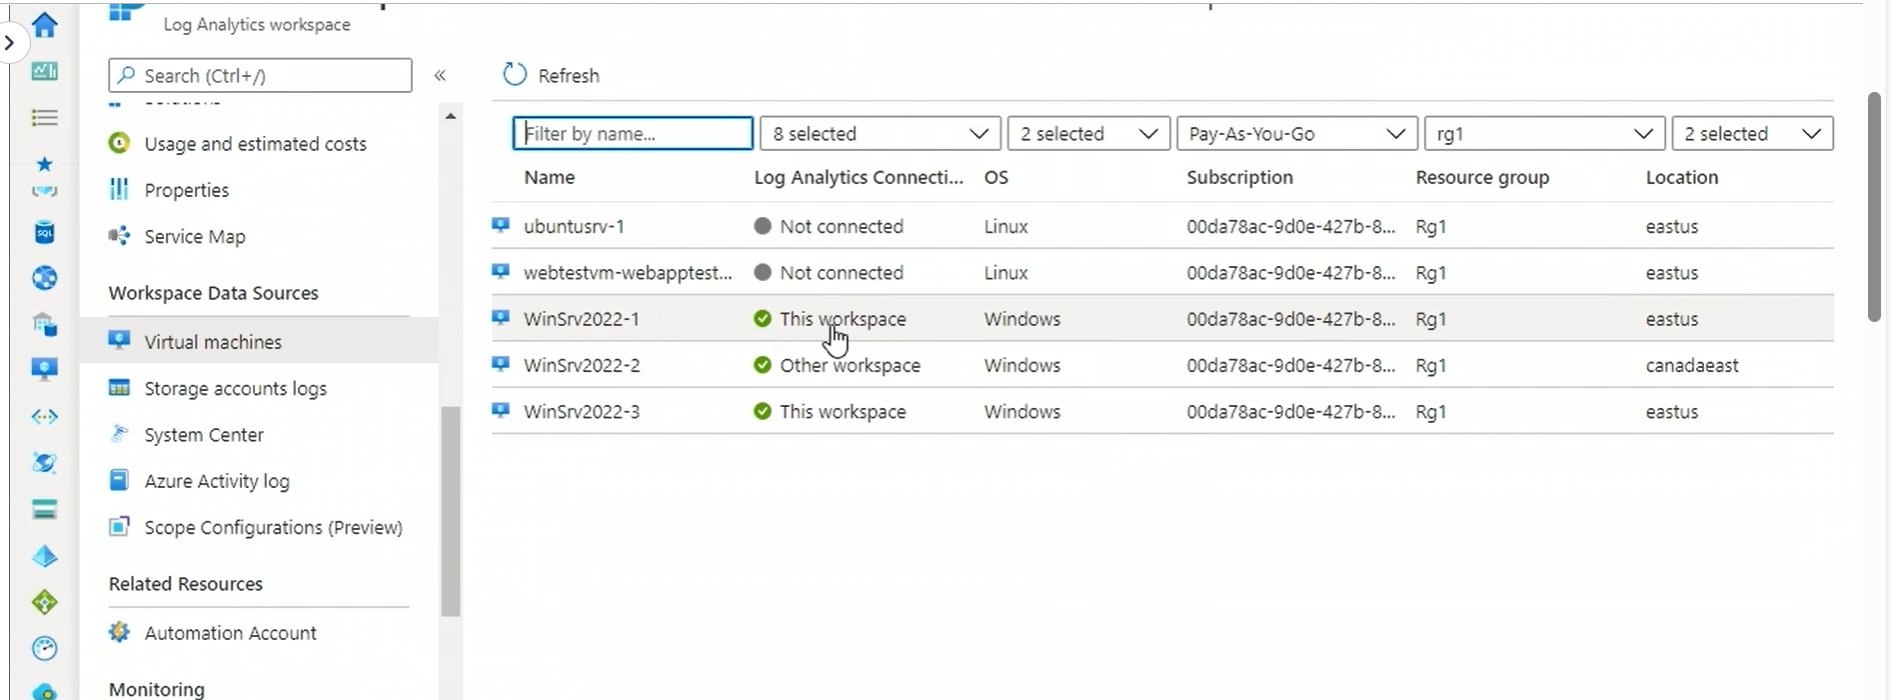 Log Analytics workspace
Search (Ctrl+/)
«
Refresh
Usage and estimated costs
Properties
Service Map
Workspace Data Sources
Virtual machines
Storage accounts logs
System Center
Azure Activity log
Scope Configurations (Preview)
Related Resources
Automation Account
Monitoring
SQL
Filter by name... 8 selected 2 selected Pay-As-You-Go rg1 2 selected
Name Log Analytics Connecti... OS Subscription Resource group Location
ubuntusrv-1 Not connected Linux 00da78ac-9d0e-427b-8... Rg1 eastus
webtestvm-webapptest... Not connected Linux 00da78ac-9d0e-427b-8... Rg1 eastus
WinSrv2022-1 This workspace Windows 00da78ac-9d0e-427b-8... Rg1 eastus
WinSrv2022-2 Other workspace Windows 00da78ac-9d0e-427b-8... Rg1 canadaeast
WinSrv2022-3 This workspace Windows 00da78ac-9d0e-427b-8... Rg1 eastus